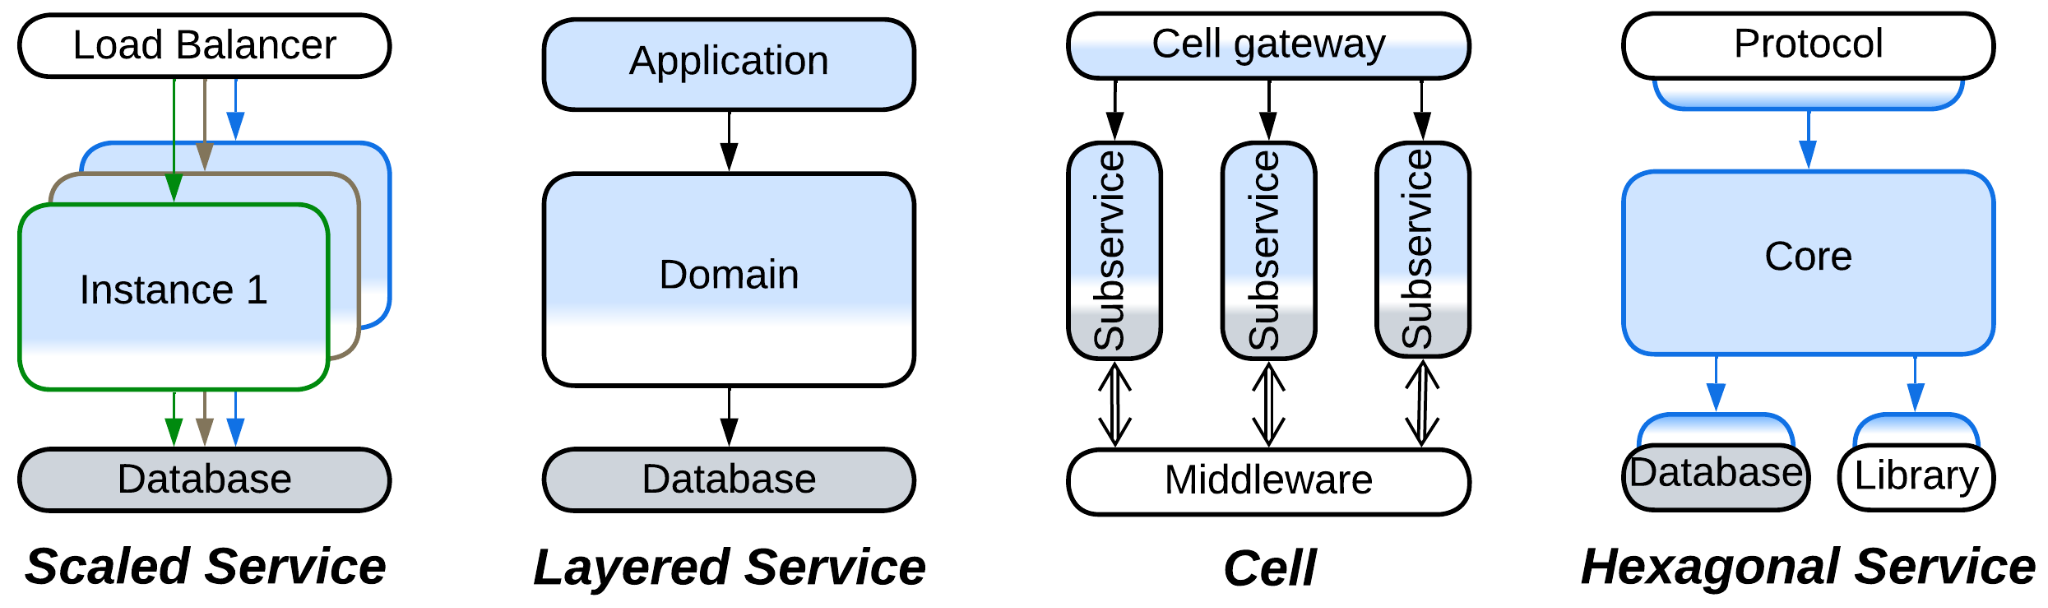 Load Balancer
Instance 1
Database
Scaled Service
Application
Domain
Database
Layered Service
Cell gateway
Subservice
Subservice
Subservice
Middleware
Cell
Protocol
Core
Database
Library
Hexagonal Service